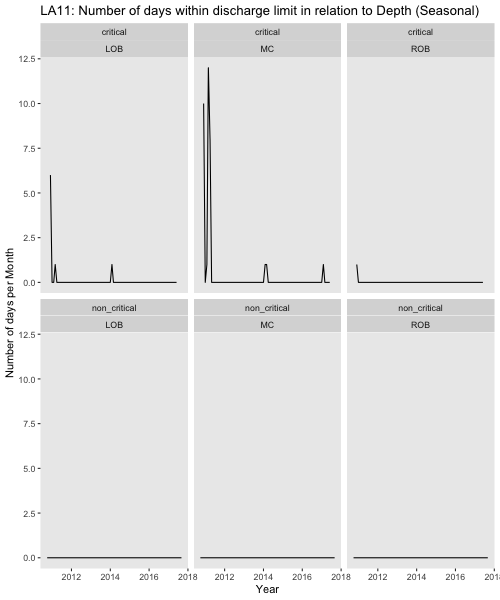 LA11: Number of days within discharge limit in relation to Depth (Seasonal)
critical critical critical
LOB MC ROB
12.5
10.0
7.5
5.0
2.5
0.0
Number of days per Month
non_critical non_critical non_critical
LOB MC ROB
12.5
10.0
7.5
5.0
2.5
0.0
2012 2014 2016 2018 2012 2014 2016 2018 2012 2014 2016 2018
Year